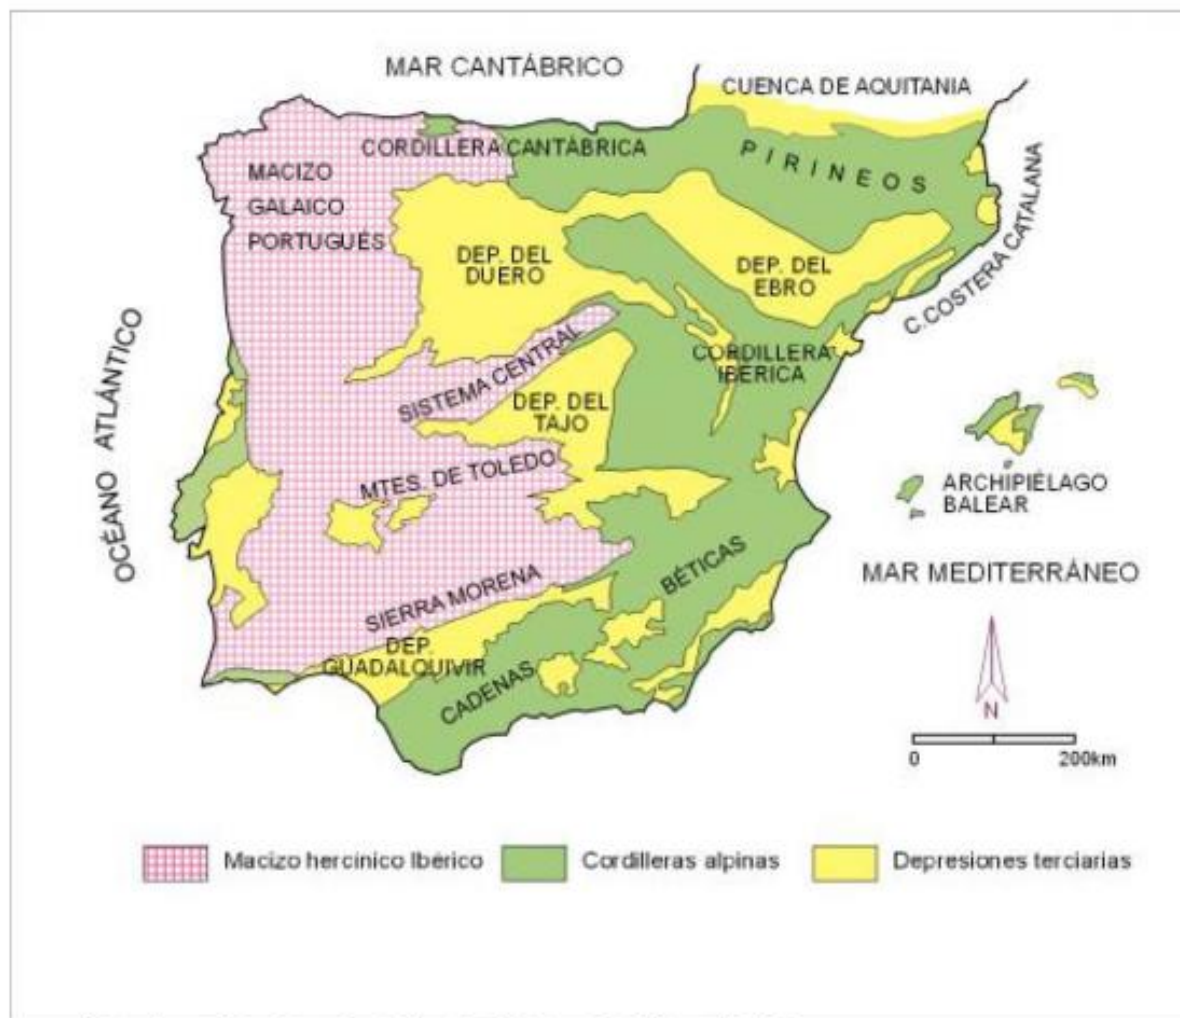 MAR CANTÁBRICO
CUENCA DE AQUITANIA
CORDILLERA CANTÁBRICA
PIRINEOS
MACIZO
GALAICO
PORTUGUÉS
C.COSTERA CATALANA
DEP. DEL
DUERO
DEP. DEL
EBRO
OCÉANO ATLÁNTICO
SISTEMA CENTRAL
CORDILLERA
IBERICA
DEP. DEL
TAJO
MTES. DE TOLEDO
ARCHIPIÉLAGO
BALEAR
MAR MEDITERRÁNEO
SIERRA MORENA
BÉTICAS
DEP.
GUADALQUIVIR
CADENAS
N
0 200km
Macizo hercínico Ibérico
Cordilleras alpinas
Depresiones terciarias